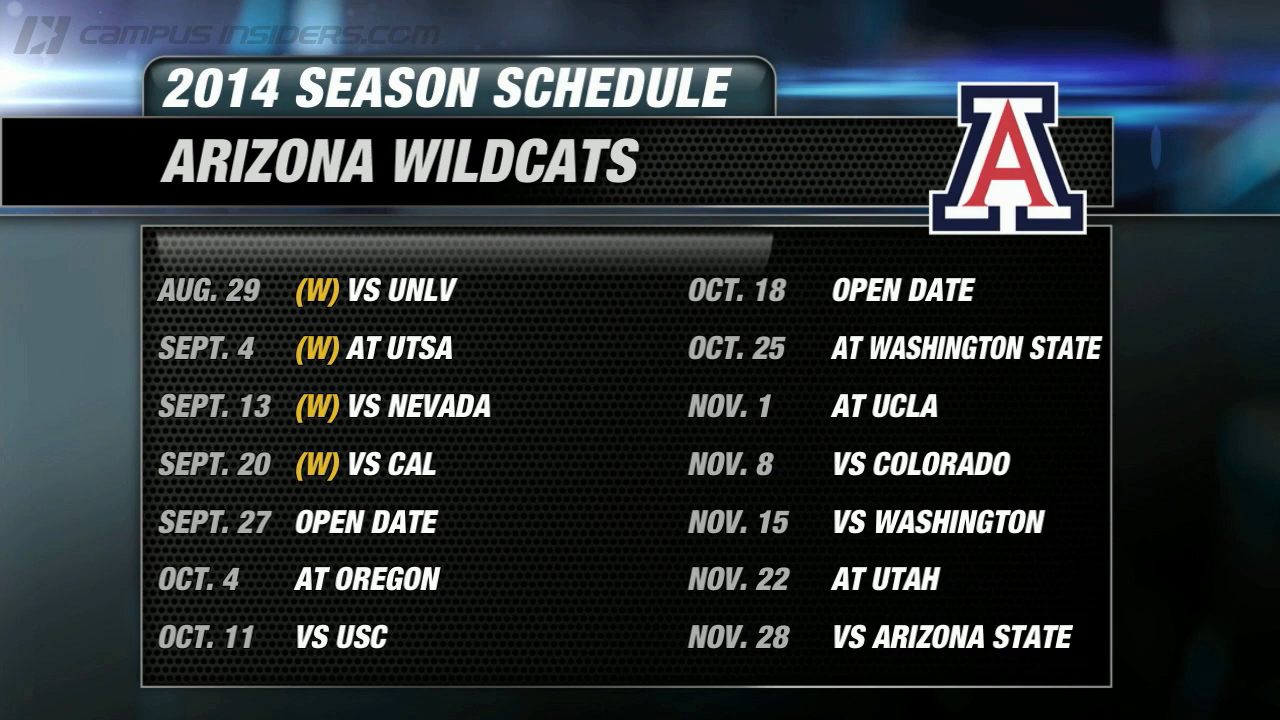 CAMPUS INSIDERS.COM
2014 SEASON SCHEDULE
ARIZONA WILDCATS
A
AUG. 29 (W) VS UNLV
SEPT. 4 (W) AT UTSA
SEPT. 13 (W) VS NEVADA
SEPT. 20 (W) VS CAL
SEPT. 27 OPEN DATE
OCT. 4 AT OREGON
OCT. 11 VS USC
OCT. 18 OPEN DATE
OCT. 25 AT WASHINGTON STATE
NOV. 1 AT UCLA
NOV. 8 VS COLORADO
NOV. 15 VS WASHINGTON
NOV. 22 AT UTAH
NOV. 28 VS ARIZONA STATE